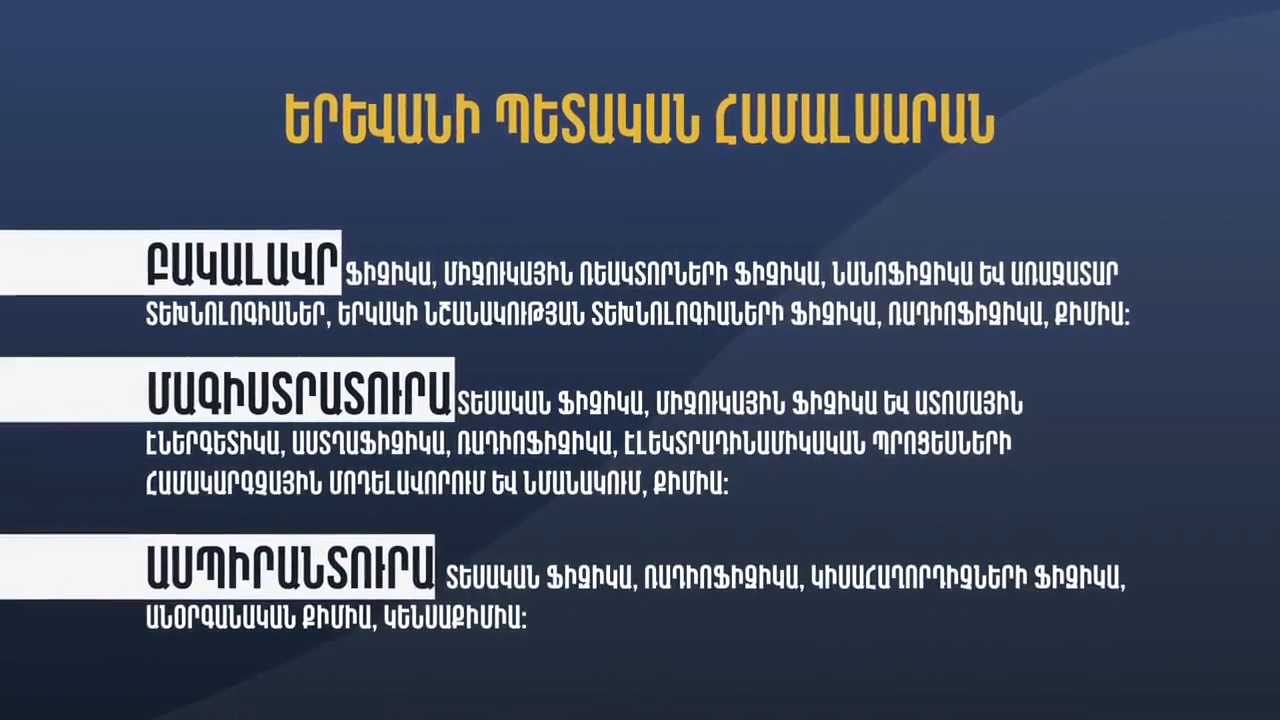 ԵՐԵՎԱՆԻ ՊԵՏԱԿԱՆ ՀԱՄԱԼՍԱՐԱՆ
ԲԱԿԱԼԱՎՐ ՖԻԶԻԿԱ, ՄԻՋՈՒԿԱՅԻՆ ՌԵԱԿՏՈՐՆԵՐԻ ՖԻԶԻԿԱ, ՆԱՆՈՖԻԶԻԿԱ ԵՎ ԱՌԱՋԱՏԱՐ
ՏԵԽՆՈԼՈԳԻԱՆԵՐ, ԵՐԿԱԿԻ ՆՇԱՆԱԿՈՒԹՅԱՆ ՏԵԽՆՈԼՈԳԻԱՆԵՐԻ ՖԻԶԻԿԱ, ՌԱԴԻՈՖԻԶԻԿԱ, ՔԻՄԻԱ:
ՄԱԳԻՍՏՐԱՏՈՒՐԱ ՏԵՍԱԿԱՆ ՖԻԶԻԿԱ, ՄԻՋՈՒԿԱՅԻՆ ՖԻԶԻԿԱ ԵՎ ԱՏՈՄԱՅԻՆ
ԷՆԵՐԳԵՏԻԿԱ, ԱՍՏՂԱՖԻԶԻԿԱ, ՌԱԴԻՈՖԻԶԻԿԱ, ԷԼԵԿՏՐԱԴԻՆԱՄԻԿԱԿԱՆ ՊՐՈՑԵՍՆԵՐԻ
ՀԱՄԱԿԱՐԳՉԱՅԻՆ ՄՈԴԵԼԱՎՈՐՈՒՄ ԵՎ ՆՄԱՆԱԿՈՒՄ, ՔԻՄԻԱ:
ԱՍՊԻՐԱՆՏՈՒՐԱ ՏԵՍԱԿԱՆ ՖԻԶԻԿԱ, ՌԱԴԻՈՖԻԶԻԿԱ, ԿԻՍԱՀԱՂՈՐԴԻՉՆԵՐԻ ՖԻԶԻԿԱ,
ԱՆՕՐԳԱՆԱԿԱՆ ՔԻՄԻԱ, ԿԵՆՍԱՔԻՄԻԱ: